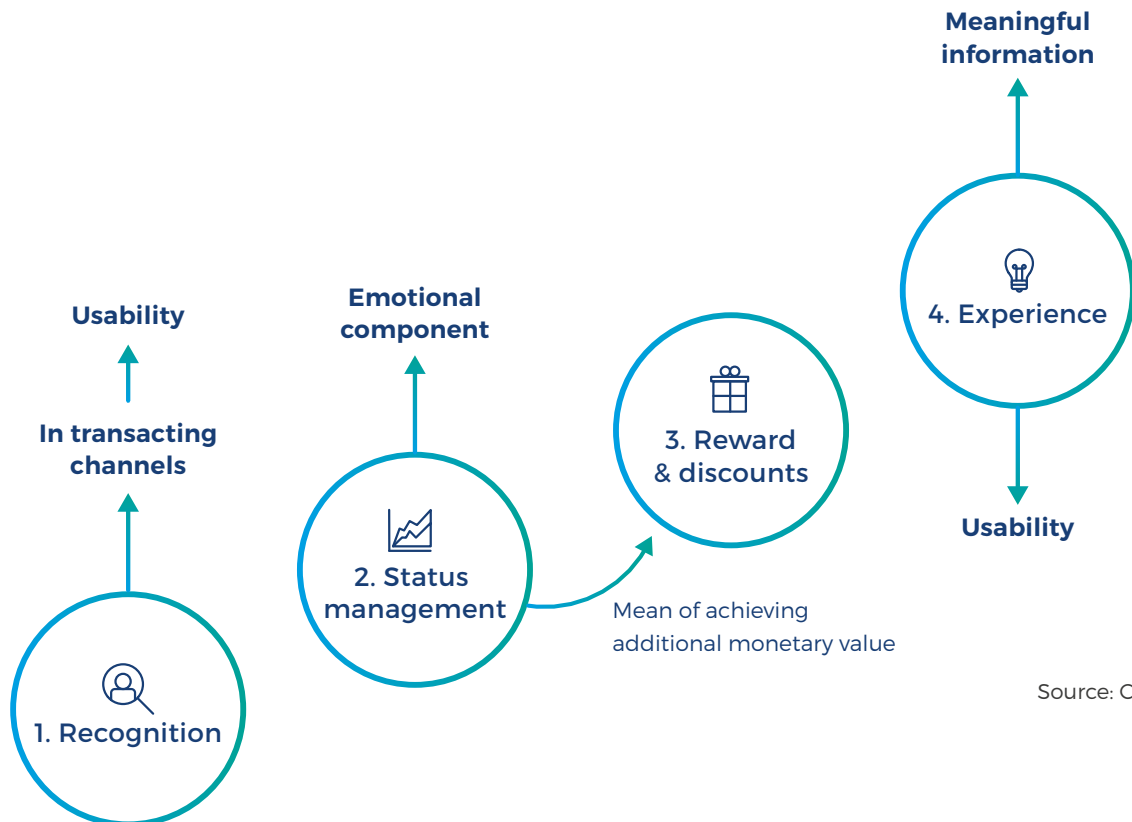 Meaningful
information
4. Experience
Usability
Emotional
component
Usability
In transacting
channels
3. Reward
& discounts
2. Status
management
Mean of achieving
additional monetary value
1. Recognition
Source: